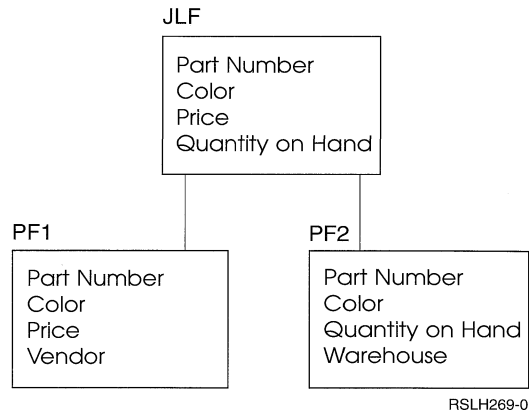 JLF
Part Number
Color
Price
Quantity on Hand
PF1
Part Number
Color
Price
Vendor
PF2
Part Number
Color
Quantity on Hand
Warehouse
RSLH269-0